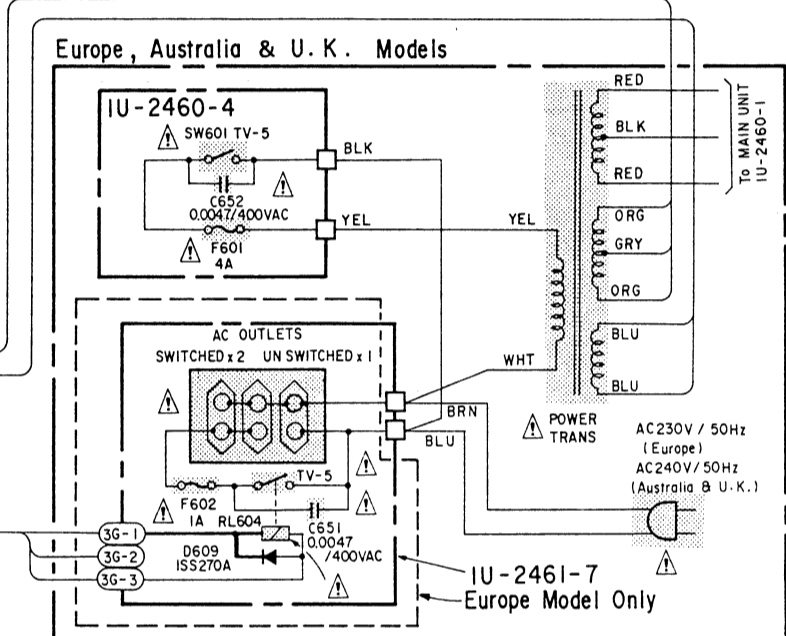 Europe, Australia & U.K. Models
1U-2460-4
SW601 TV-5
C652
0.0047/400VAC
F601
4A
BLK
YEL
YEL
WHT
RED
BLK
RED
ORG
GRY
ORG
BLU
BLU
To MAIN UNIT
1U-2460-1
POWER
TRANS
AC OUTLETS
SWITCHED x 2 UN SWITCHED x 1
BRN
BLU
TV-5
F602
1A
RL604
C651
0.0047
/400VAC
D609
1SS270A
3G-1
3G-2
3G-3
AC230V / 50Hz
(Europe)
AC240V/50Hz
(Australia & U.K.)
1U-2461-7
Europe Model Only